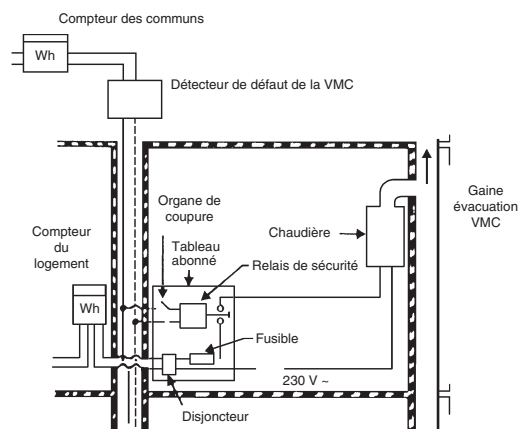 Compteur des communs
Wh
Détecteur de défaut de la VMC
Organe de
coupure
Compteur
du
logement
Tableau
abonné
Chaudière
Gaine
évacuation
VMC
Relais de sécurité
Wh
Fusible
230 V ~
Disjoncteur